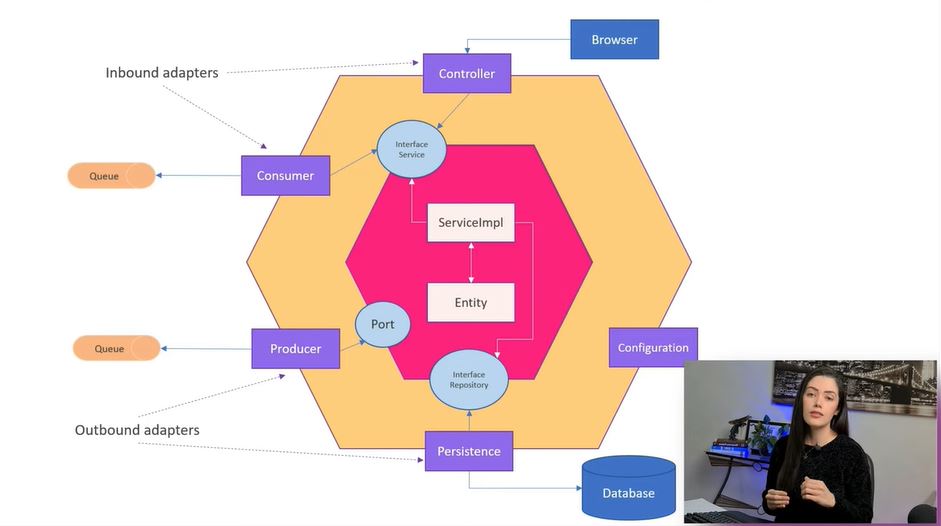 Browser
Inbound adapters
Controller
Interface
Service
Queue
Consumer
ServiceImpl
Entity
Port
Queue
Producer
Configuration
Interface
Repository
Outbound adapters
Persistence
Database